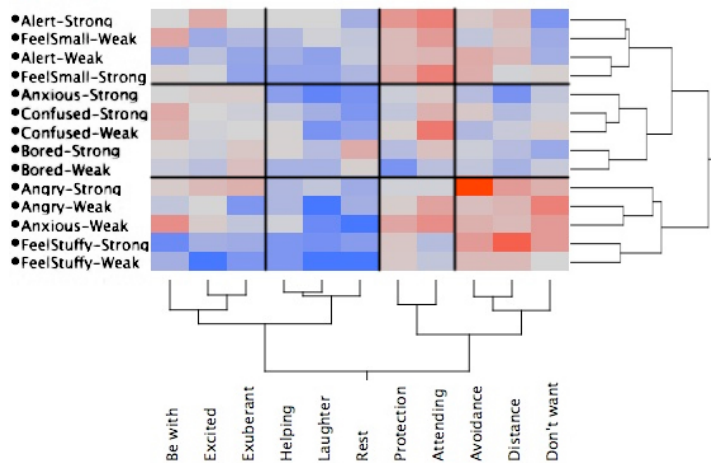 ●Alert-Strong
●FeelSmall-Weak
●Alert-Weak
●FeelSmall-Strong
●Anxious-Strong
●Confused-Strong
●Confused-Weak
●Bored-Strong
●Bored-Weak
●Angry-Strong
●Angry-Weak
●Anxious-Weak
●FeelStuffy-Strong
●FeelStuffy-Weak
Be with
Excited
Exuberant
Helping
Laughter
Rest
Protection
Attending
Avoidance
Distance
Don't want